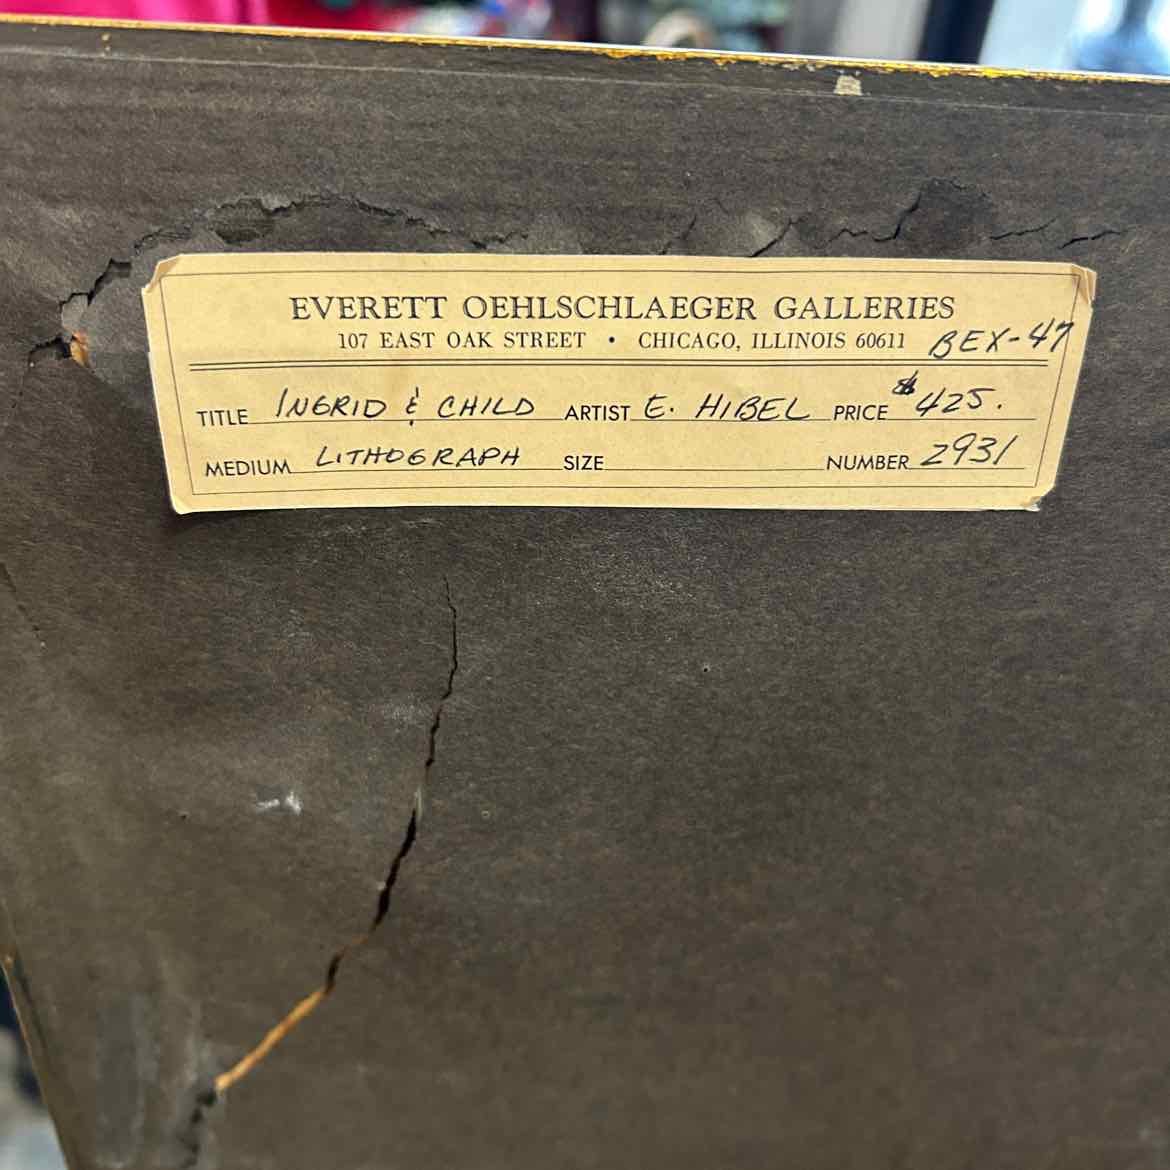 EVERETT OEHLSCHLAEGER GALLERIES
107 EAST OAK STREET • CHICAGO, ILLINOIS 60611 BEX-47
TITLE INGRID & CHILD ARTIST E. HIBEL PRICE $425.
MEDIUM LITHOGRAPH SIZE NUMBER 2931